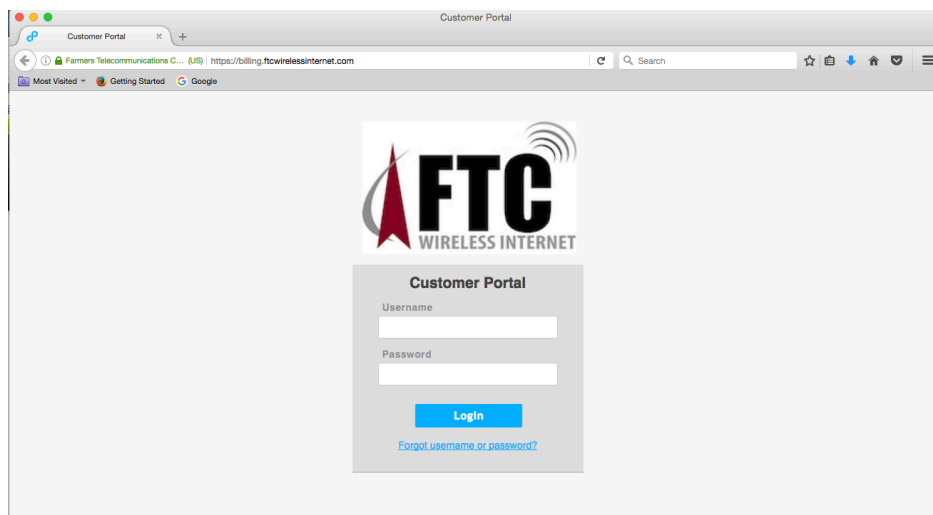 Customer Portal
Customer Portal
Farmers Telecommunications C... (US) https://billing.ftcwirelessinternet.com
Search
Most Visited
Getting Started
Google
FTC
WIRELESS INTERNET
Customer Portal
Username
Password
Login
Forgot username or password?